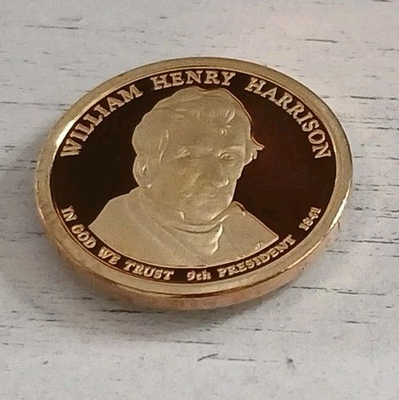 WILLIAM HENRY HARRISON
IN GOD WE TRUST 9th PRESIDENT 1841